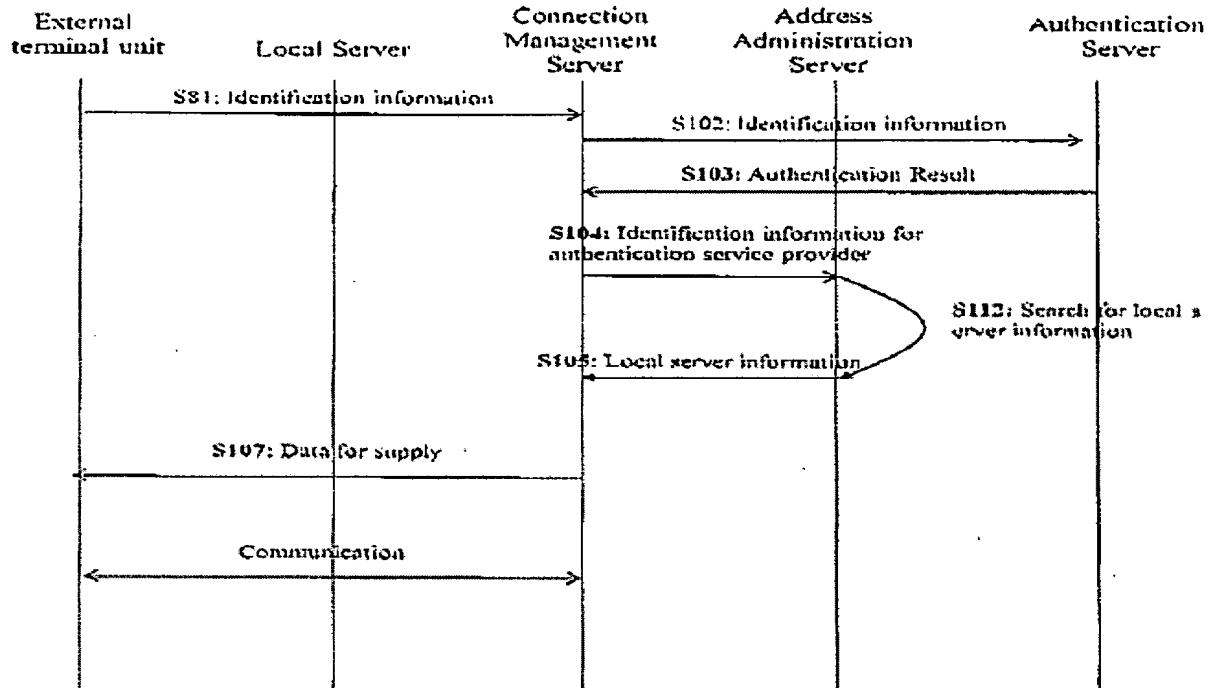 External
terminal unit
Local Server
Connection
Management
Server
Address
Administration
Server
Authentication
Server
S81: Identification information
S102: Identification information
S103: Authentication Result
S104: Identification information for
authentication service provider
S112: Search for local s
erver information
S105: Local server information
S107: Data for supply
Communication